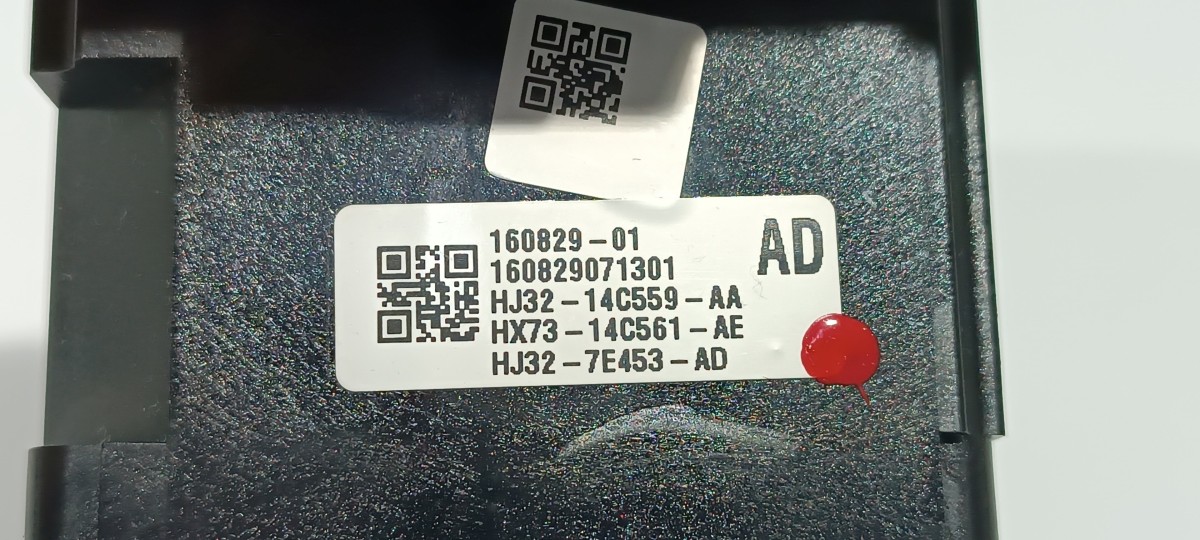 160829-01
AD
160829071301
HJ32-14C559-AA
HX73-14C561-AE
HJ32-7E453-AD